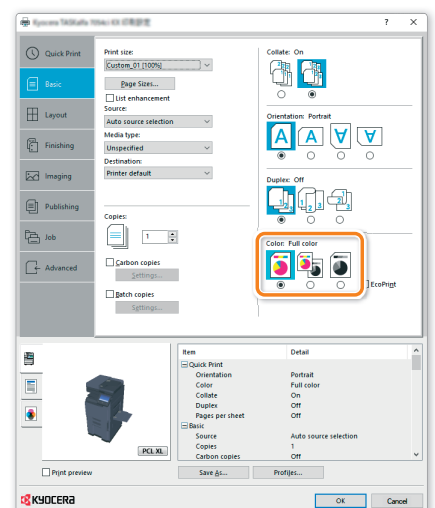 ? ×
Quick Print
Basic
Layout
Finishing
Imaging
Publishing
Job
Advanced
Print size:
Custom_01 [100%]
Page Sizes...
List enhancement
Source:
Auto source selection
Media type:
Unspecified
Destination:
Printer default
Copies:
1
Carbon copies
Settings...
Batch copies
Settings...
Collate: On
Orientation: Portrait
A A A A
Duplex: Off
Color: Full color
EcoPrint
PCL XL
Print preview
Item Detail
Quick Print
Orientation Portrait
Color Full color
Collate On
Duplex Off
Pages per sheet Off
Basic
Source Auto source selection
Copies 1
Carbon copies Off
Save As... Profiles...
KYOCERA
OK Cancel